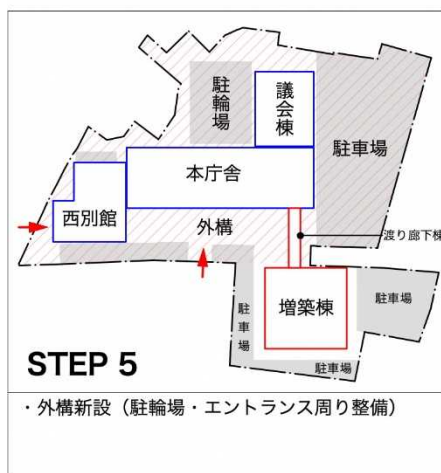 駐輪場
議会棟
駐車場
本庁舎
西別館
外構
渡り廊下棟
増築棟
駐車場
駐車場
駐車場
STEP 5
・外構新設（駐輪場・エントランス周り整備）